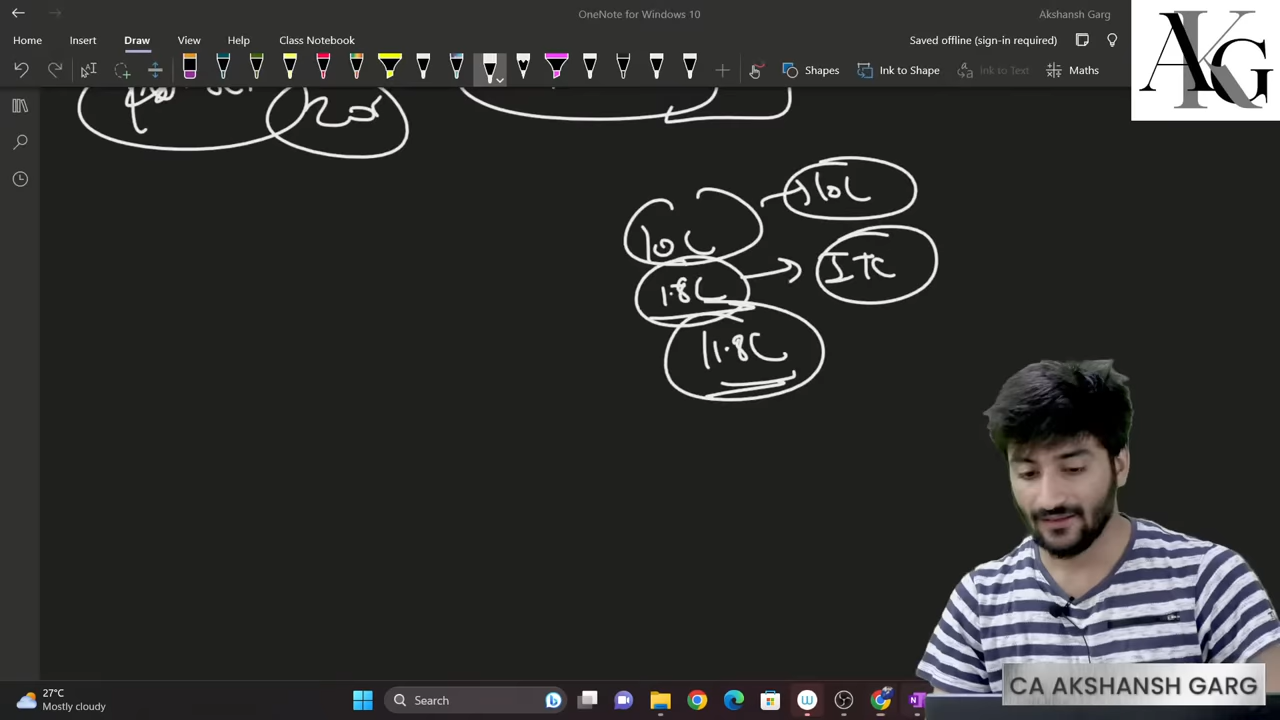 OneNote for Windows 10
Akshansh Garg
Home Insert Draw View Help Class Notebook
Saved offline (sign-in required)
Shapes Ink to Shape Ink to Text Maths
AKG
10L
10L
1.8L
ITC
11.8L
CA AKSHANSH GARG
27°C
Mostly cloudy
Search